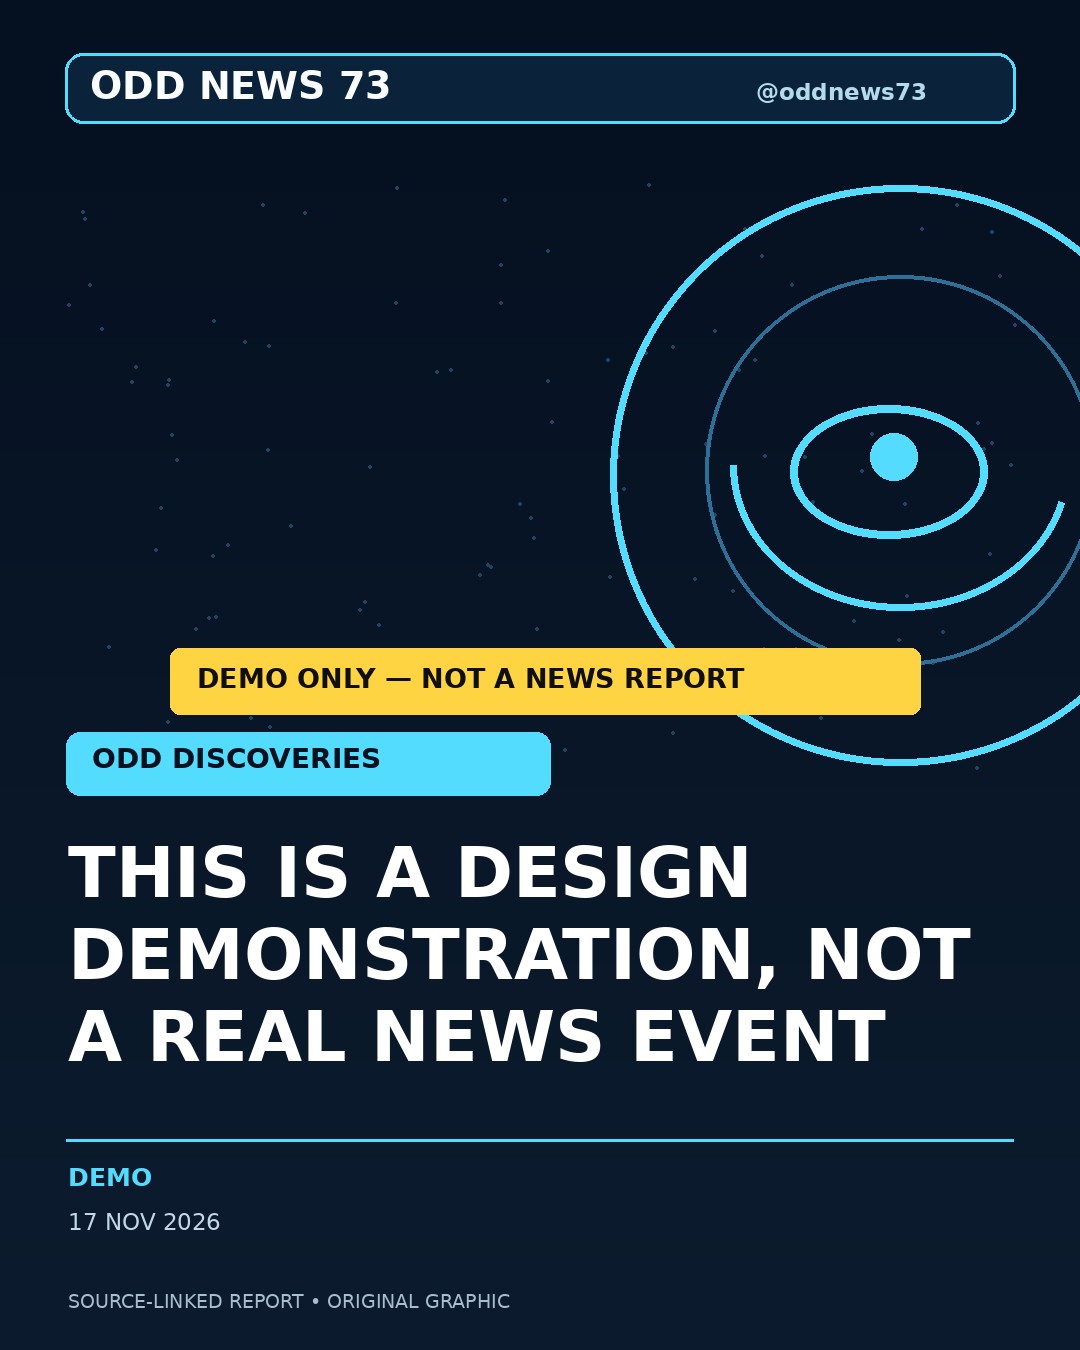 ODD NEWS 73
@oddnews73
DEMO ONLY — NOT A NEWS REPORT
ODD DISCOVERIES
THIS IS A DESIGN
DEMONSTRATION, NOT
A REAL NEWS EVENT
DEMO
17 NOV 2026
SOURCE-LINKED REPORT • ORIGINAL GRAPHIC